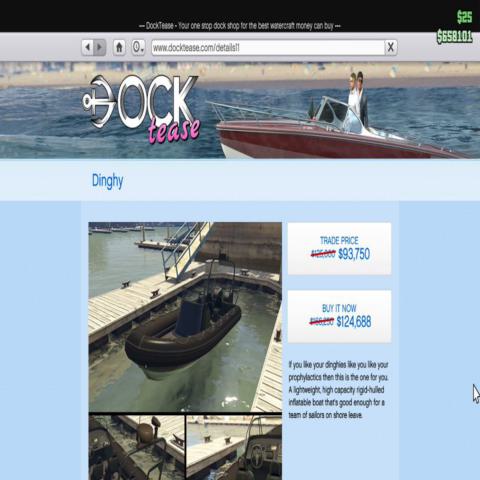 --- DockTease - Your one stop dock shop for the best watercraft money can buy ---
$25
$658101
www.docktease.com/details11
X
DOCK
tease
Dinghy
TRADE PRICE
$125,000 $93,750
BUY IT NOW
$166,250 $124,688
If you like your dinghies like you like your
prophylactics then this is the one for you.
A lightweight, high capacity rigid-hulled
inflatable boat that's good enough for a
team of sailors on shore leave.